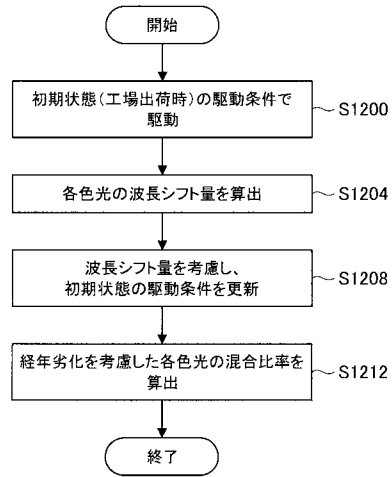 開始
初期状態(工場出荷時)の駆動条件で
駆動
S1200
各色光の波長シフト量を算出
S1204
波長シフト量を考慮し、
初期状態の駆動条件を更新
S1208
経年劣化を考慮した各色光の混合比率を
算出
S1212
終了